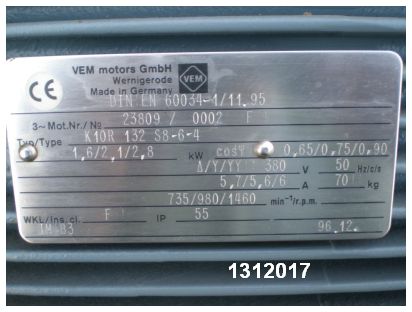 VEM motors GmbH
Wernigerode
Made in Germany
VEM
CE
DIN EN 60034-1/11.95
3~Mot.Nr./№ 23809 / 0002 F
Typ/Type K10R 132 S8-6-4
1,6/2,1/2,8 kW cosφ 0,65/0,75/0,90
Δ/Y/YY 380 V 50 Hz/c/s
5,7/5,6/6 A 70 kg
735/980/1460 min⁻¹/r.p.m.
WKL/Ins.cl. F IP 55
IM B3 96.12.
1312017